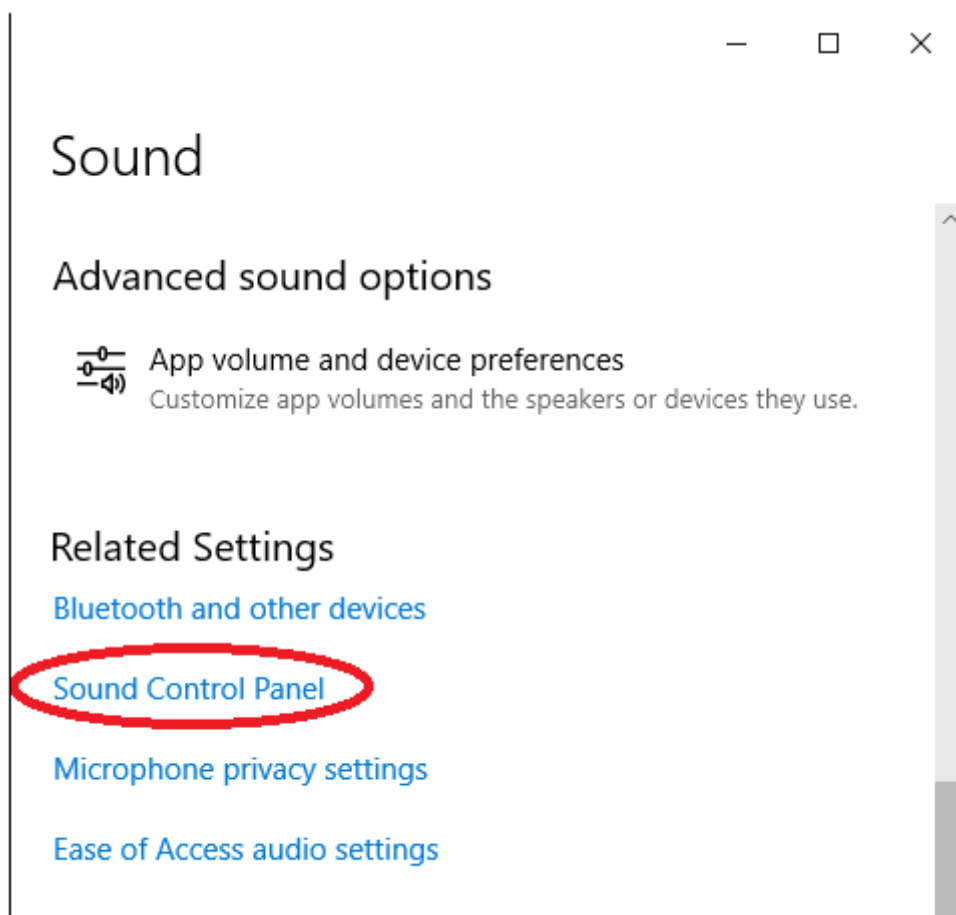 Sound
Advanced sound options
App volume and device preferences
Customize app volumes and the speakers or devices they use.
Related Settings
Bluetooth and other devices
Sound Control Panel
Microphone privacy settings
Ease of Access audio settings